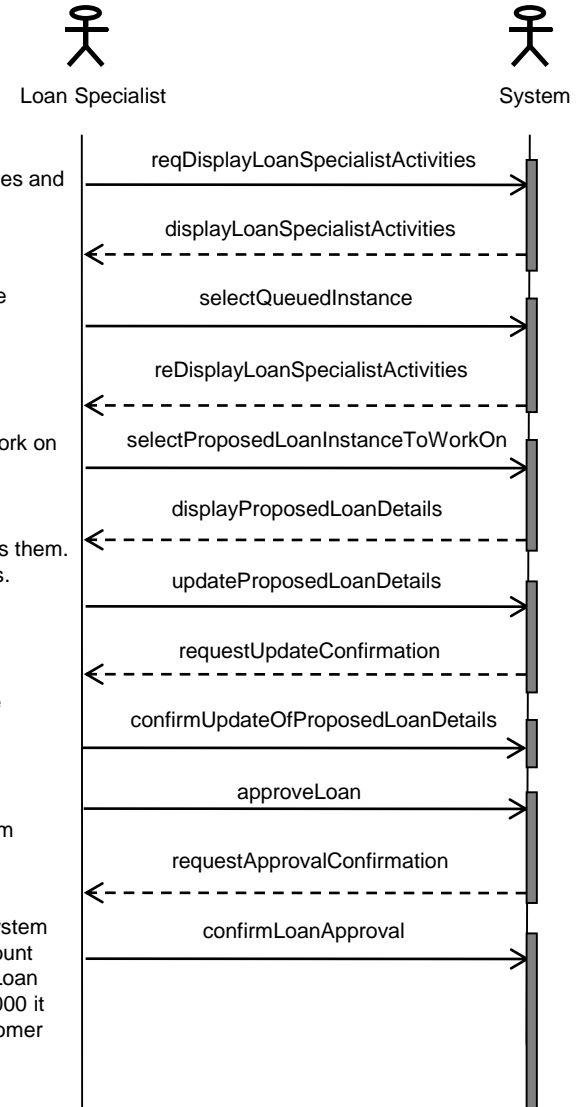 Loan Specialist
System
reqDisplayLoanSpecialistActivities
es and
displayLoanSpecialistActivities
e
selectQueuedInstance
reDisplayLoanSpecialistActivities
ork on
selectProposedLoanInstanceToWorkOn
displayProposedLoanDetails
s them.
s.
updateProposedLoanDetails
requestUpdateConfirmation
e
confirmUpdateOfProposedLoanDetails
approveLoan
m
requestApprovalConfirmation
stem
confirmLoanApproval
ount
Loan
000 it
omer